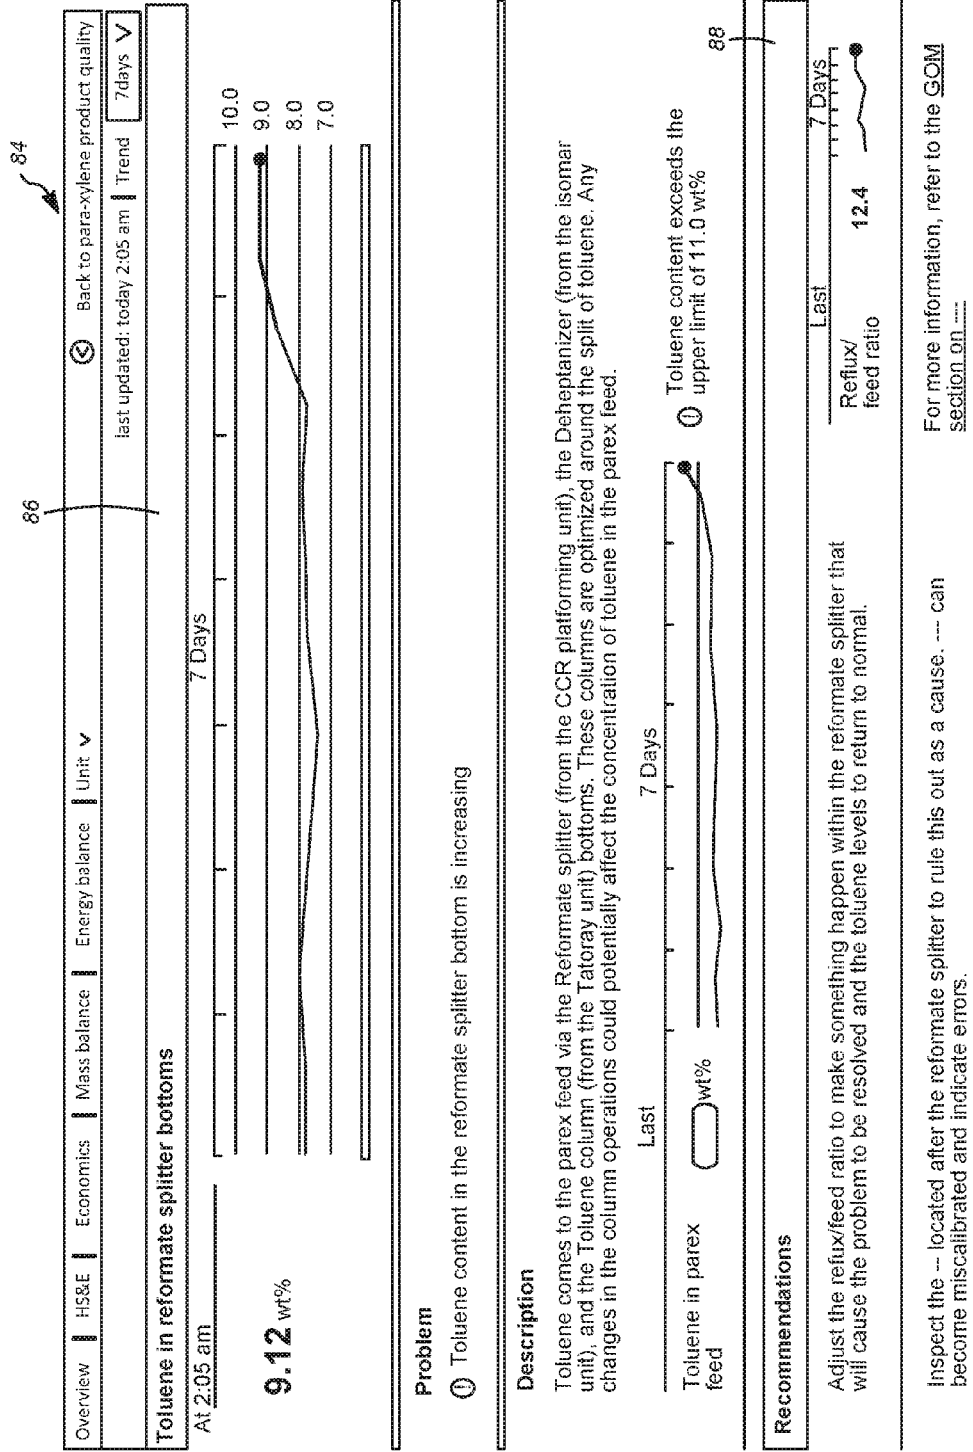 84
Overview | HS&E | Economics | Mass balance | Energy balance | Unit
Back to para-xylene product quality
last updated: today 2:05 am | Trend 7days
86
Toluene in reformate splitter bottoms
At 2:05 am
7 Days
9.12 wt%
10.0
9.0
8.0
7.0
Problem
Toluene content in the reformate splitter bottom is increasing
Description
Toluene comes to the parex feed via the Reformate splitter (from the CCR platforming unit), the Deheptanizer (from the isomar
unit), and the Toluene column (from the Tatoray unit) bottoms. These columns are optimized around the split of toluene. Any
changes in the column operations could potentially affect the concentration of toluene in the parex feed.
Last
7 Days
Toluene in parex
feed
wt%
Toluene content exceeds the
upper limit of 11.0 wt%
88
Recommendations
Adjust the refux/feed ratio to make something happen within the reformate splitter that
will cause the problem to be resolved and the toluene levels to return to normal.
Last
7 Days
Reflux/
feed ratio
12.4
Inspect the -- located after the reformate splitter to rule this out as a cause. --- can
become miscalibrated and indicate errors.
For more information, refer to the GOM
section on ---